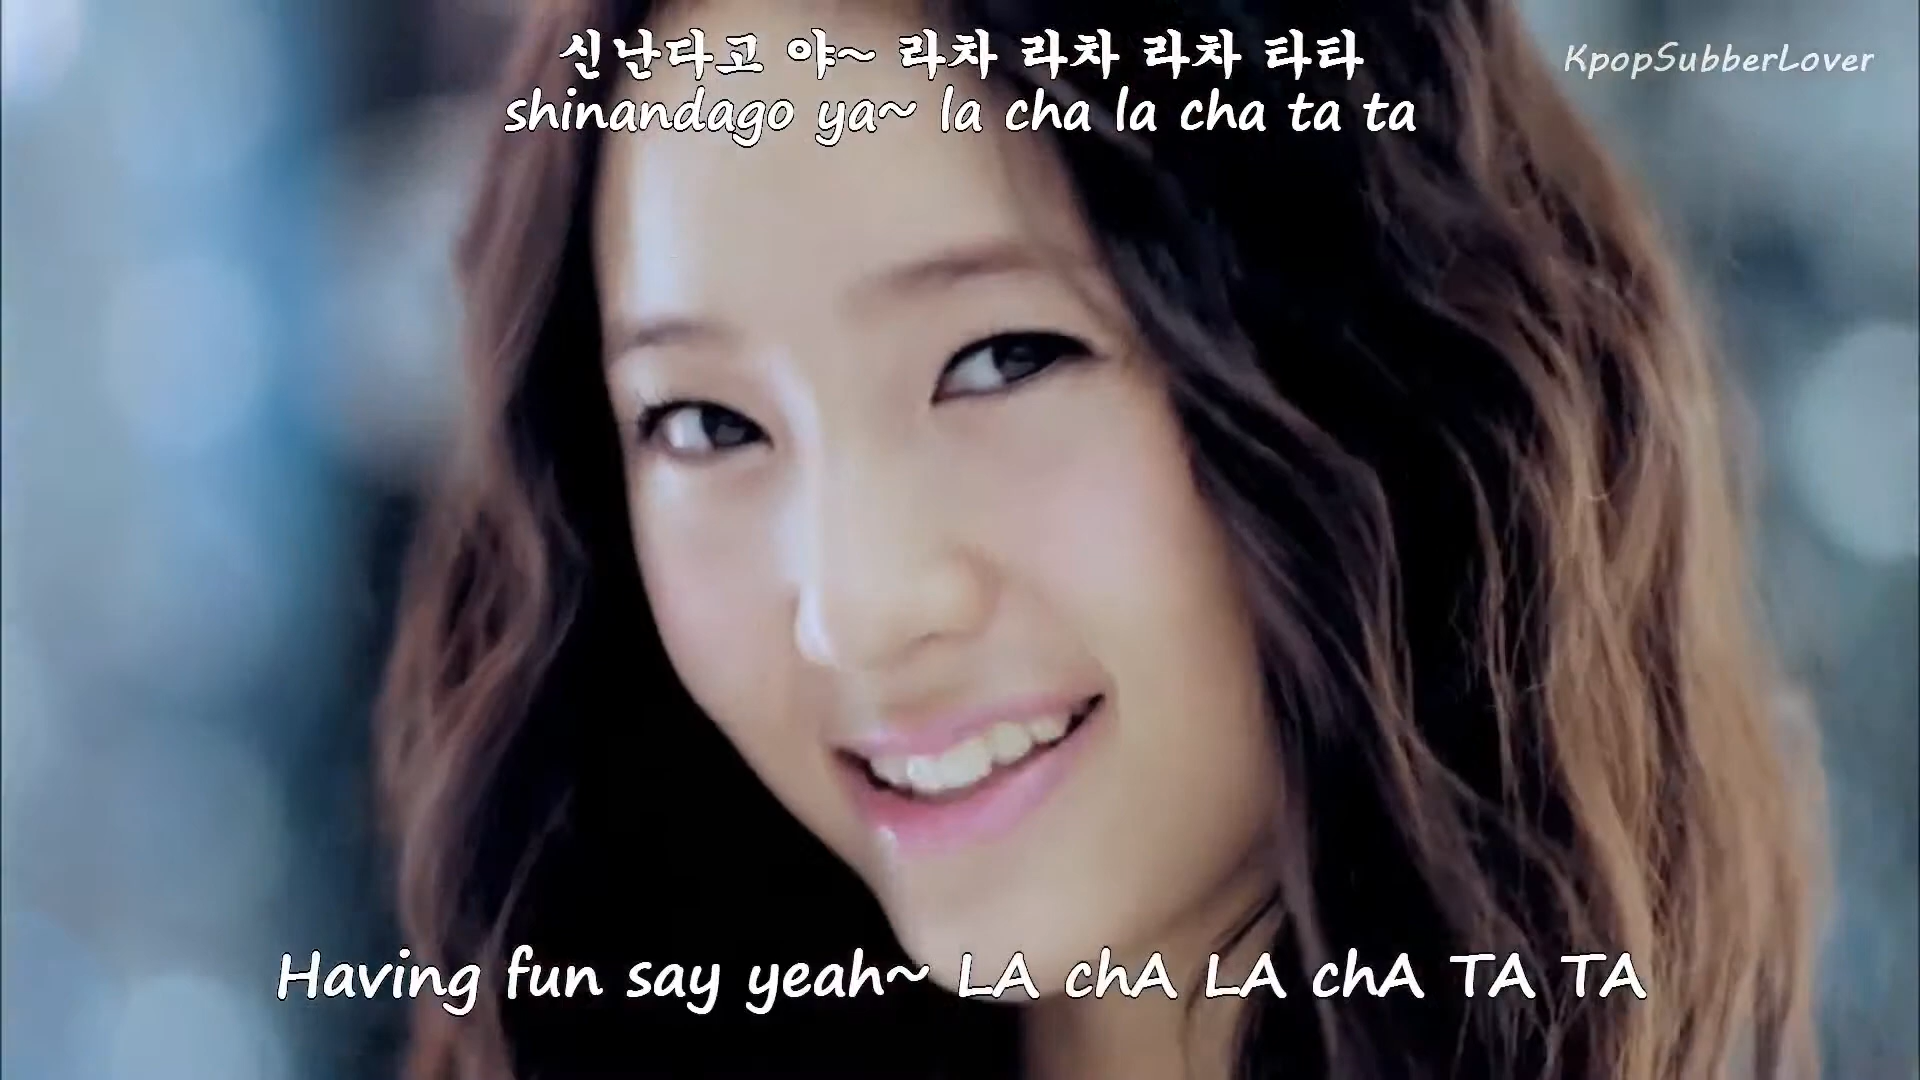 신난다고 야~ 라차 라차 라차 타타
KpopSubberLover
shinandago ya~ la cha la cha ta ta
Having fun say yeah~ LA chA LA chA TA TA